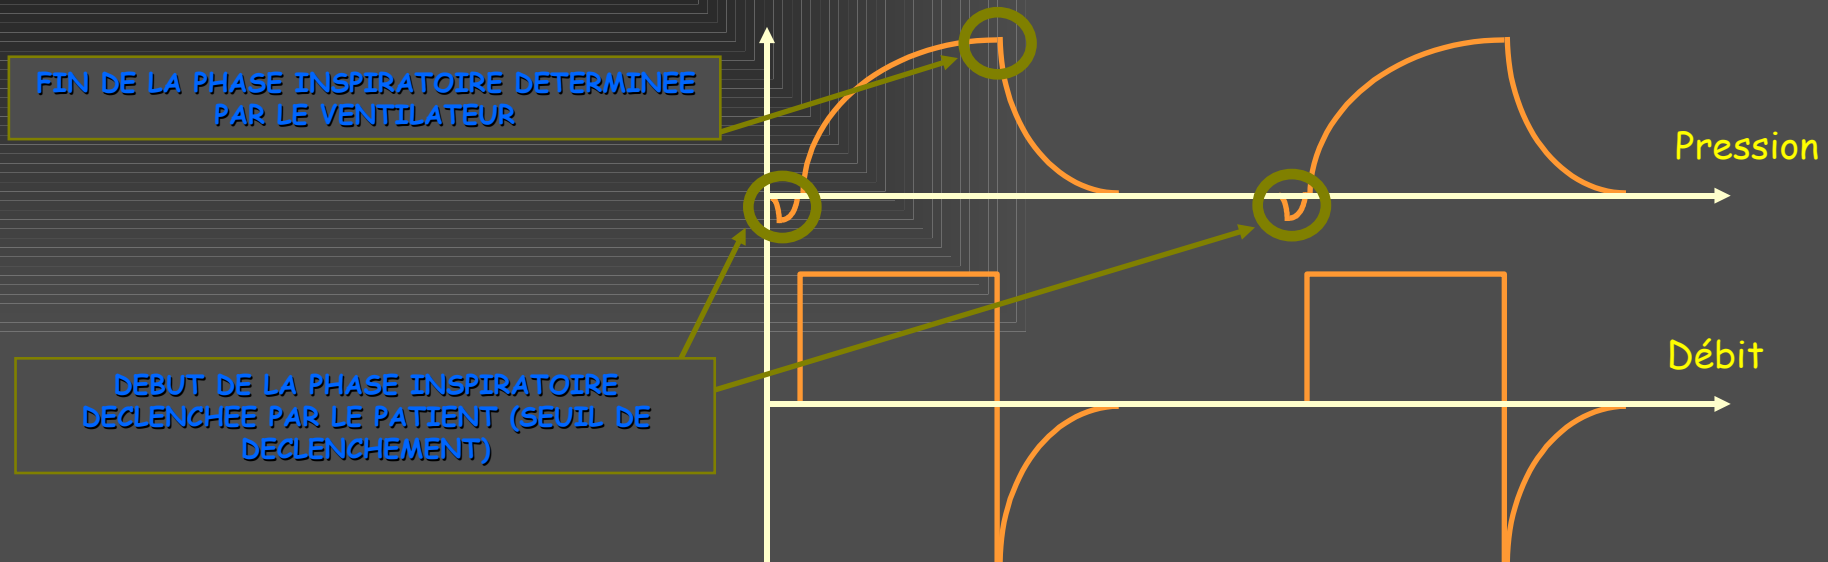 FIN DE LA PHASE INSPIRATOIRE DETERMINEE
PAR LE VENTILATEUR
Pression
Débit
DEBUT DE LA PHASE INSPIRATOIRE
DECLENCHEE PAR LE PATIENT (SEUIL DE
DECLENCHEMENT)